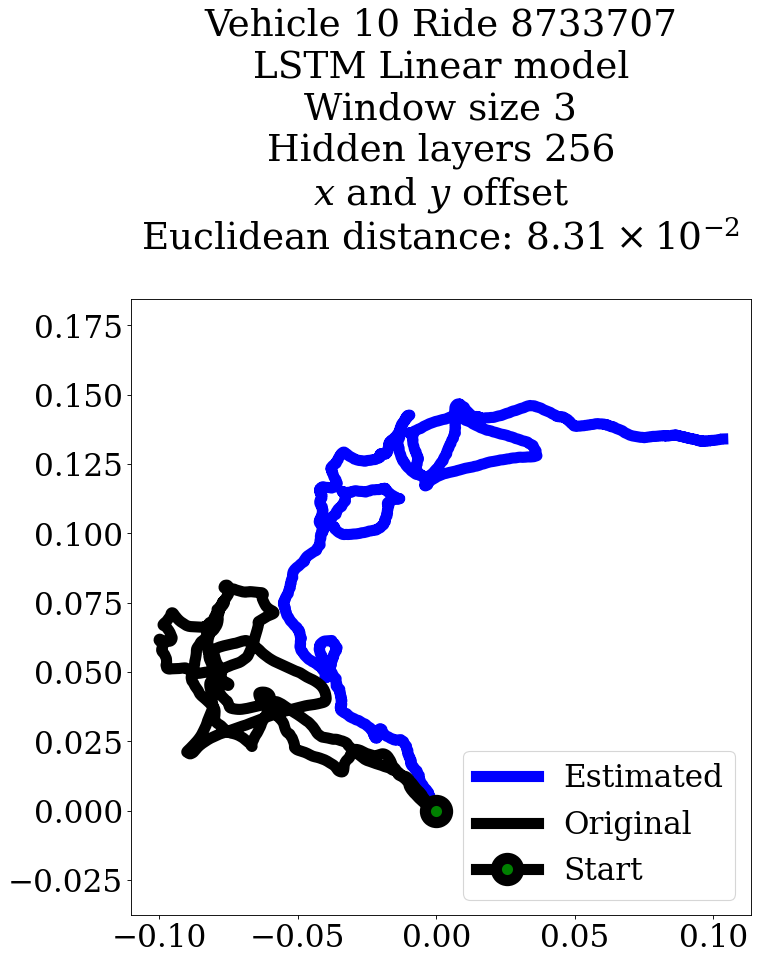 Vehicle 10 Ride 8733707
LSTM Linear model
Window size 3
Hidden layers 256
x and y offset
Euclidean distance: 8.31 × 10⁻²
0.175
0.150
0.125
0.100
0.075
0.050
0.025
0.000
−0.025
Estimated
Original
Start
−0.10
−0.05
0.00
0.05
0.10